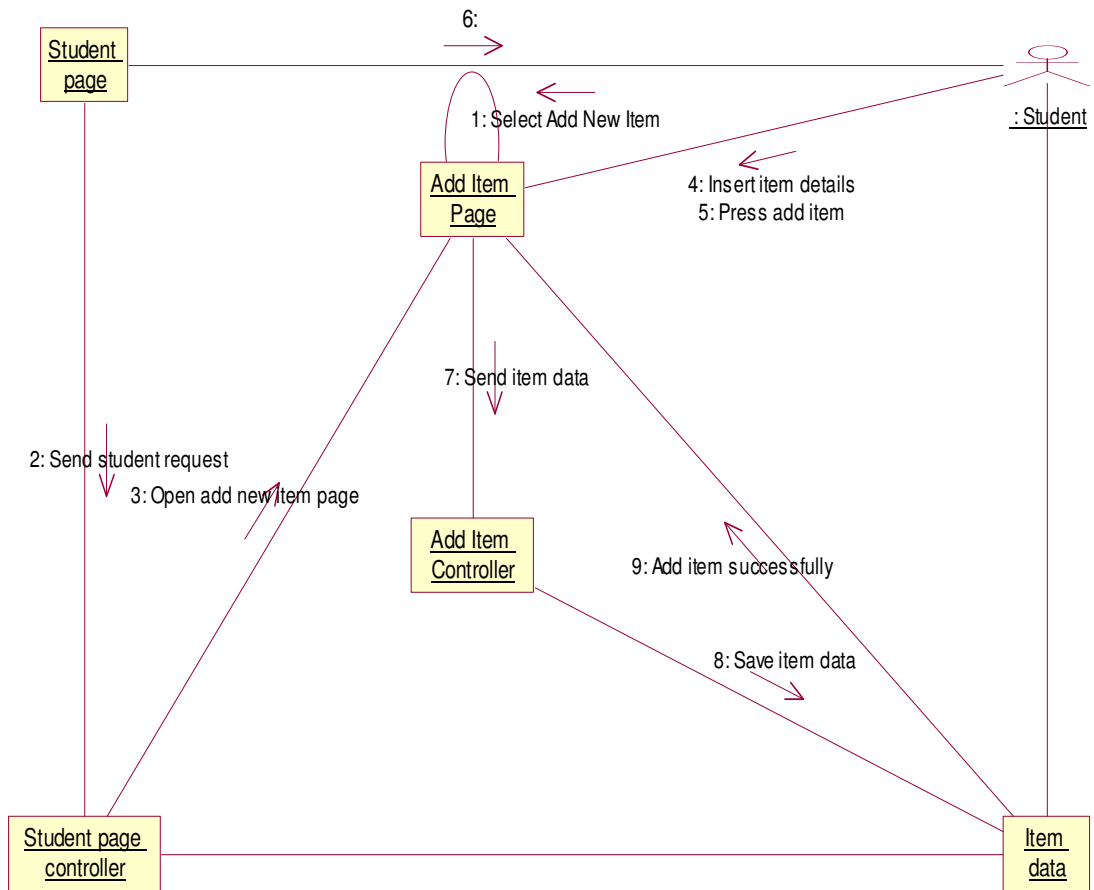 6:
Student
page
1: Select Add New Item
: Student
Add Item
Page
4: Insert item details
5: Press add item
7: Send item data
2: Send student request
3: Open add new item page
Add Item
Controller
9: Add item successfully
8: Save item data
Student page
controller
Item
data